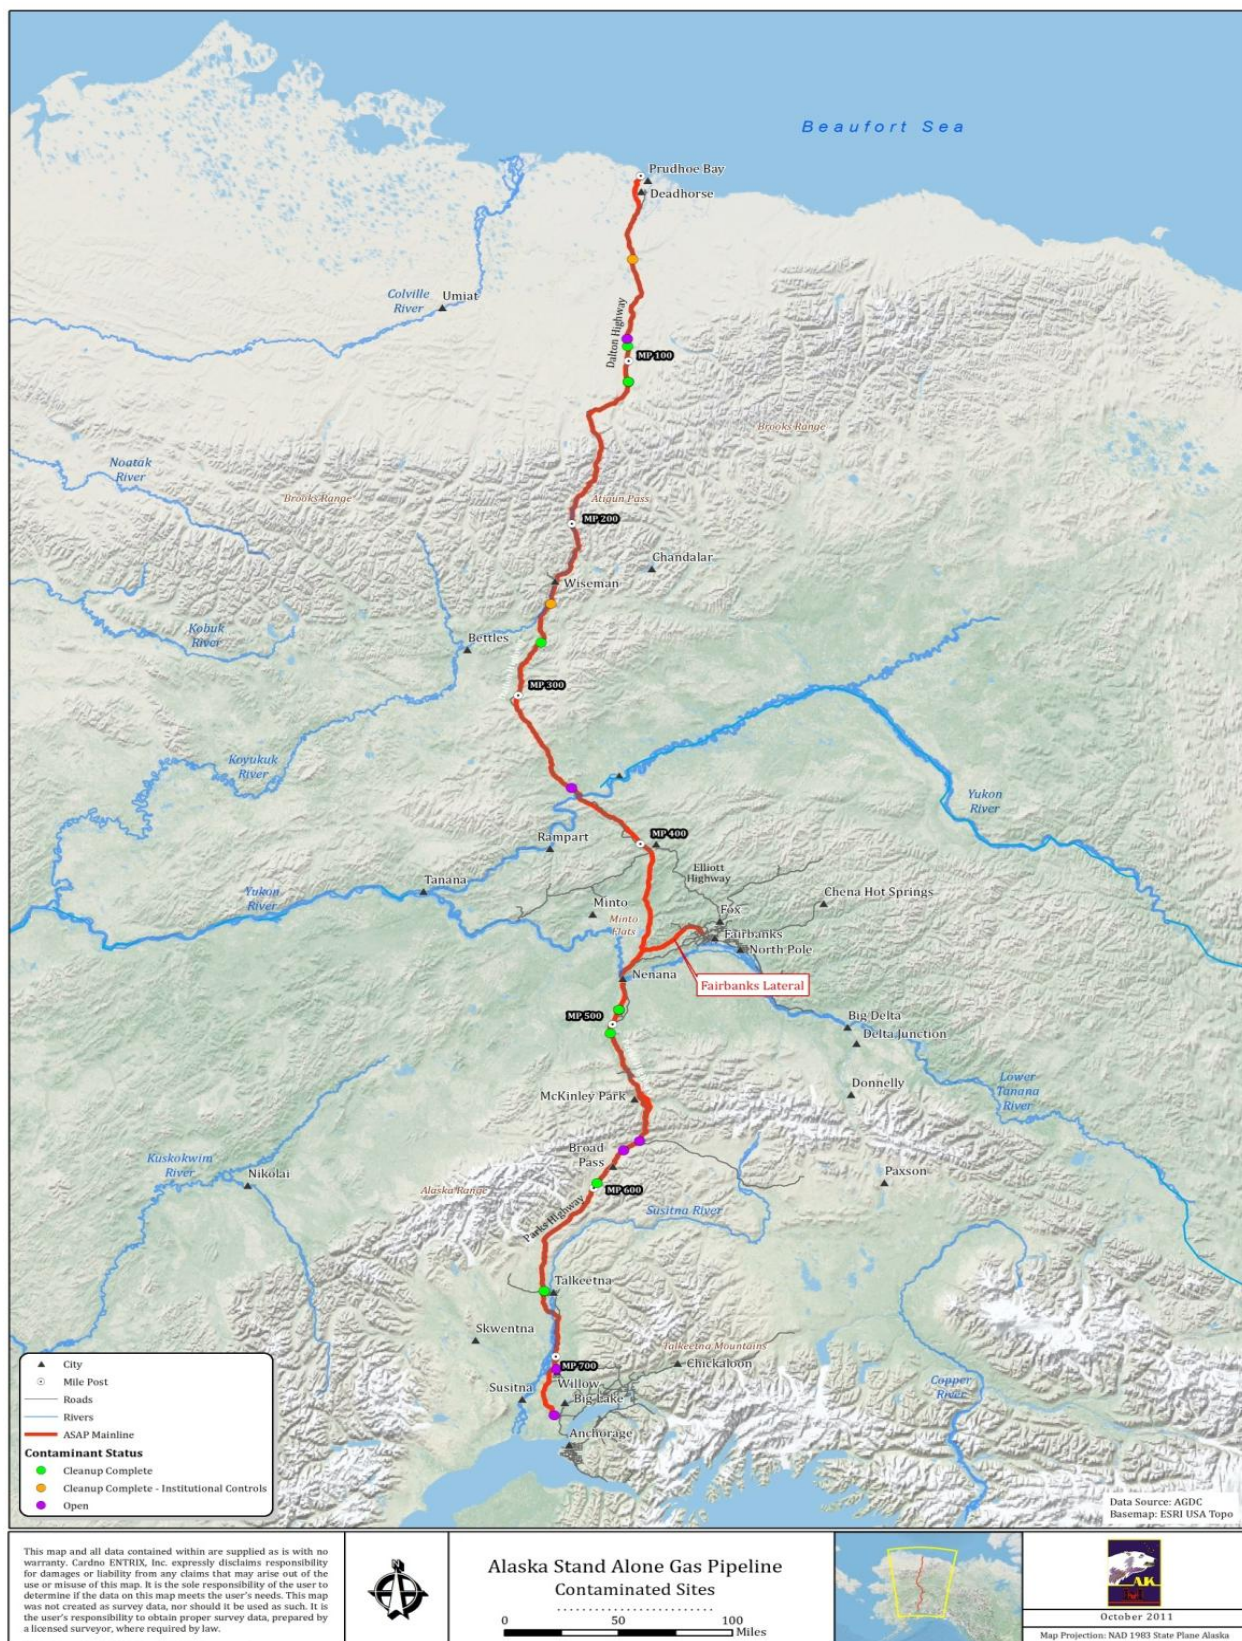 Beaufort Sea
Prudhoe Bay
Deadhorse
Colville
River
Umiat
Dalton Highway
MP 100
Brooks Range
Noatak
River
Brooks Range
Atigun Pass
MP 200
Chandalar
Wiseman
Kobuk
River
Bettles
MP 300
Koyukuk
River
Yukon
River
Rampart
MP 400
Elliott
Highway
Tanana
Yukon
River
Chena Hot Springs
Minto
Minto
Flats
Fox
Fairbanks
North Pole
Nenana
Fairbanks Lateral
MP 500
Big Delta
Delta Junction
Donnelly
Lower
Tanana
River
McKinley Park
Broad
Pass
Kuskokwim
River
Nikolai
Alaska Range
MP 600
Paxson
Parks Highway
Susitna River
Talkeetna
Skwentna
Talkeetna Mountains
MP 700
Chickaloon
Willow
Susitna
Big Lake
Copper
River
Anchorage
City
Mile Post
Roads
Rivers
ASAP Mainline
Contaminant Status
Cleanup Complete
Cleanup Complete - Institutional Controls
Open
Data Source: AGDC
Basemap: ESRI USA Topo
This map and all data contained within are supplied as is with no
warranty. Cardno ENTRIX, Inc. expressly disclaims responsibility
for damages or liability from any claims that may arise out of the
use or misuse of this map. It is the sole responsibility of the user to
determine if the data on this map meets the user's needs. This map
was not created as survey data, nor should it be used as such. It is
the user's responsibility to obtain proper survey data, prepared by
a licensed surveyor, where required by law.
Alaska Stand Alone Gas Pipeline
Contaminated Sites
0 50 100
Miles
AK
October 2011
Map Projection: NAD 1983 State Plane Alaska